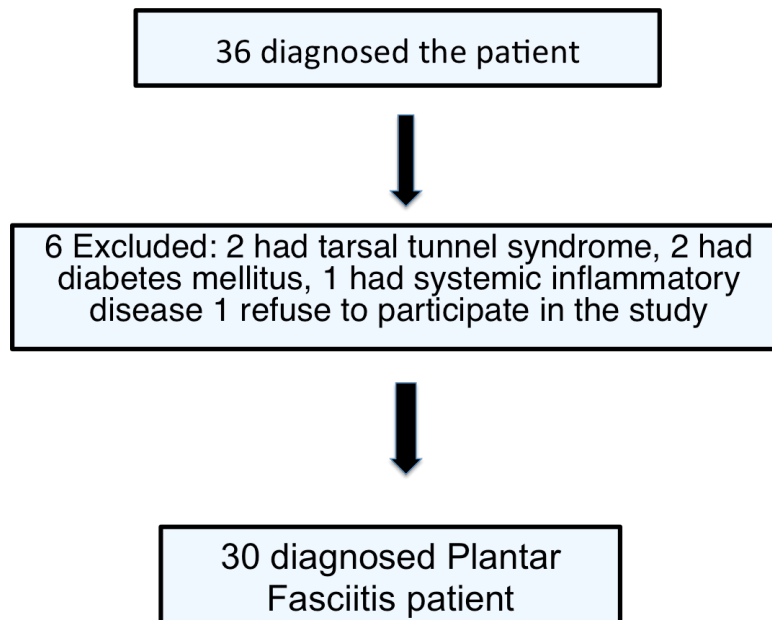 36 diagnosed the patient
6 Excluded: 2 had tarsal tunnel syndrome, 2 had
diabetes mellitus, 1 had systemic inflammatory
disease 1 refuse to participate in the study
30 diagnosed Plantar
Fasciitis patient